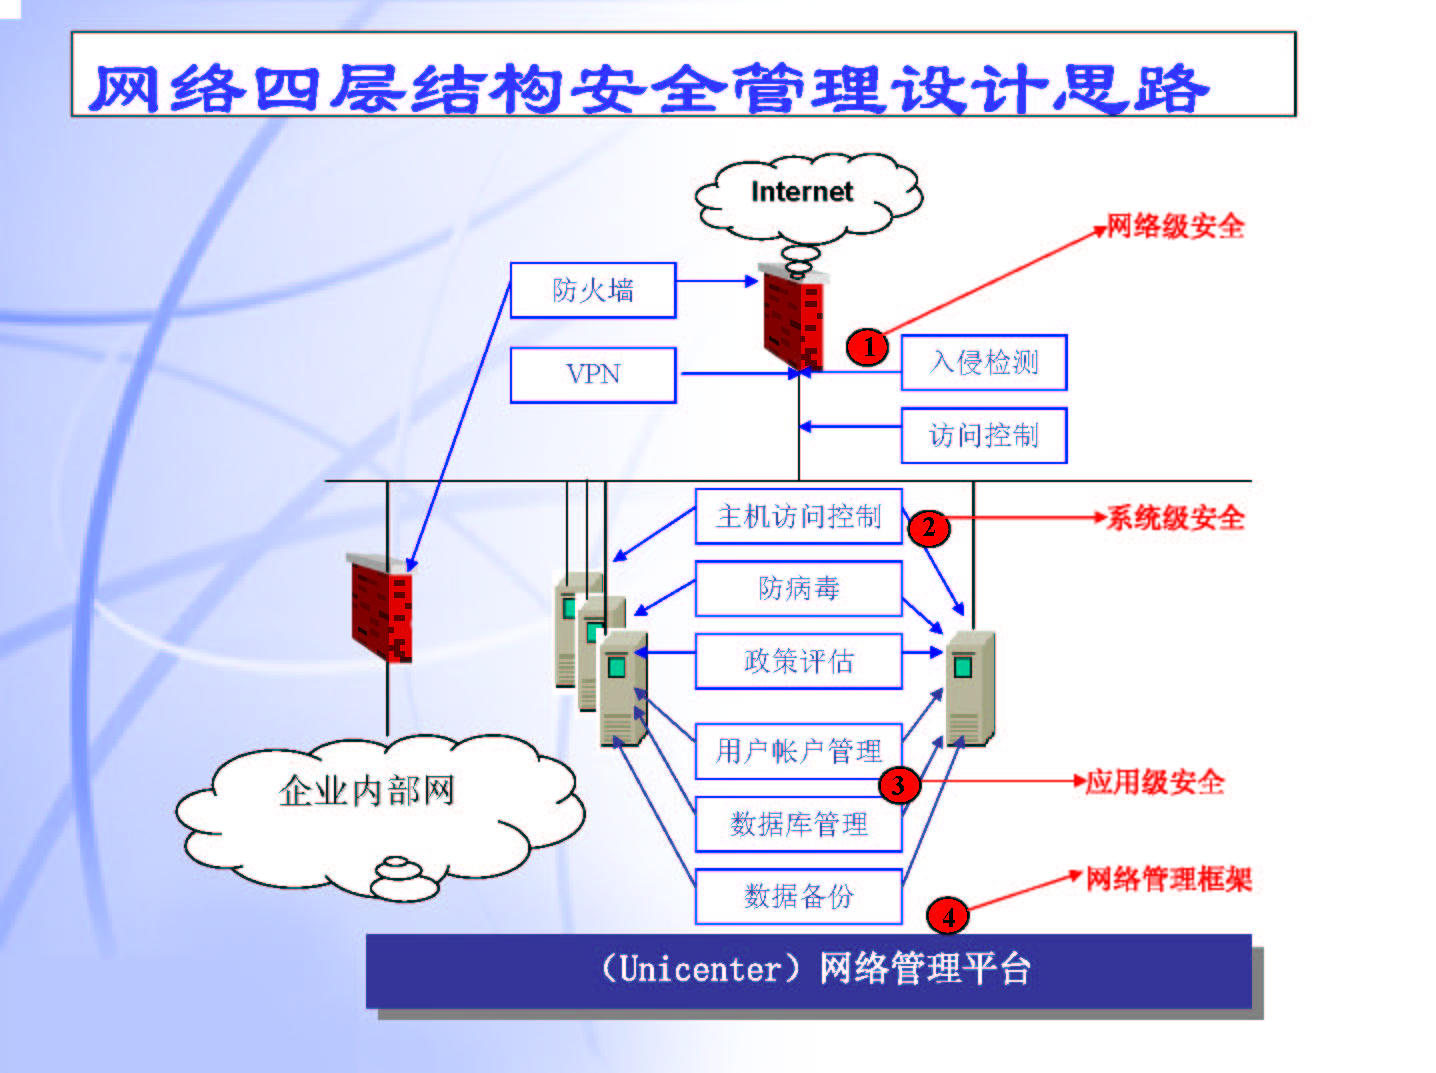 网络四层结构安全管理设计思路
Internet
网络级安全
防火墙
1
入侵检测
VPN
访问控制
主机访问控制
2
系统级安全
防病毒
政策评估
用户帐户管理
3
应用级安全
企业内部网
数据库管理
数据备份
网络管理框架
4
（Unicenter）网络管理平台